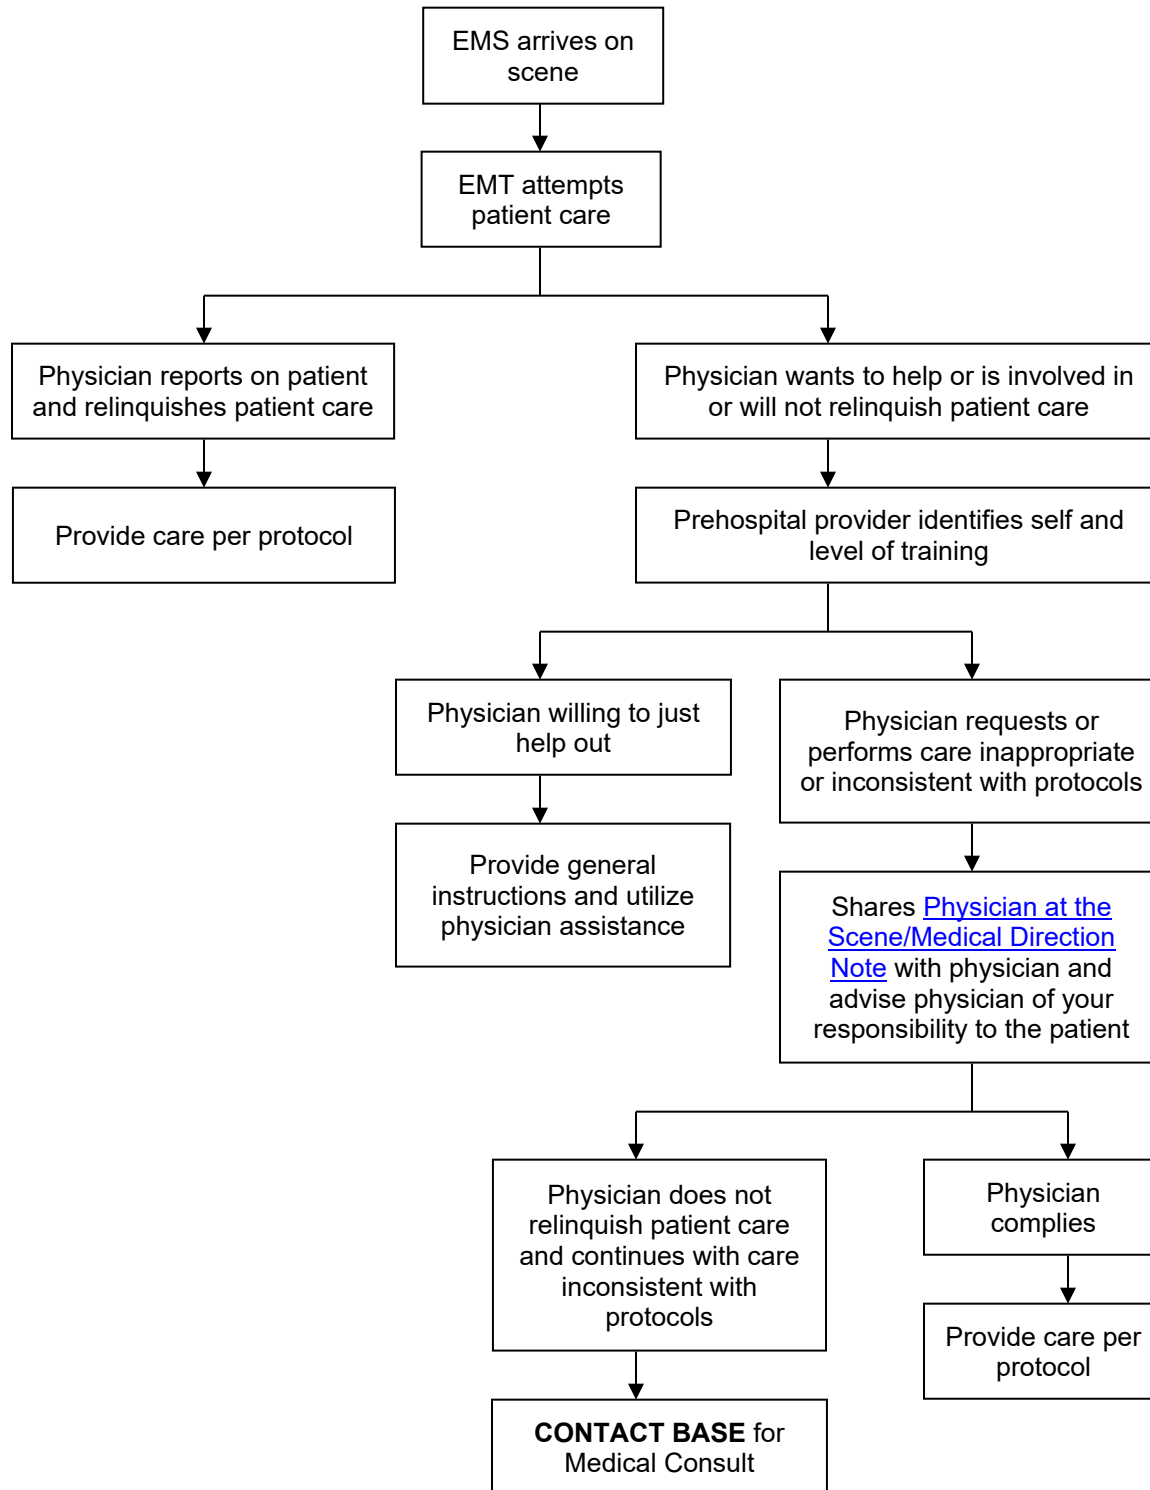 EMS arrives on
scene
EMT attempts
patient care
Physician reports on patient
and relinquishes patient care
Physician wants to help or is involved in
or will not relinquish patient care
Provide care per protocol
Prehospital provider identifies self and
level of training
Physician willing to just
help out
Physician requests or
performs care inappropriate
or inconsistent with protocols
Provide general
instructions and utilize
physician assistance
Shares Physician at the
Scene/Medical Direction
Note with physician and
advise physician of your
responsibility to the patient
Physician does not
relinquish patient care
and continues with care
inconsistent with
protocols
Physician
complies
Provide care per
protocol
CONTACT BASE for
Medical Consult